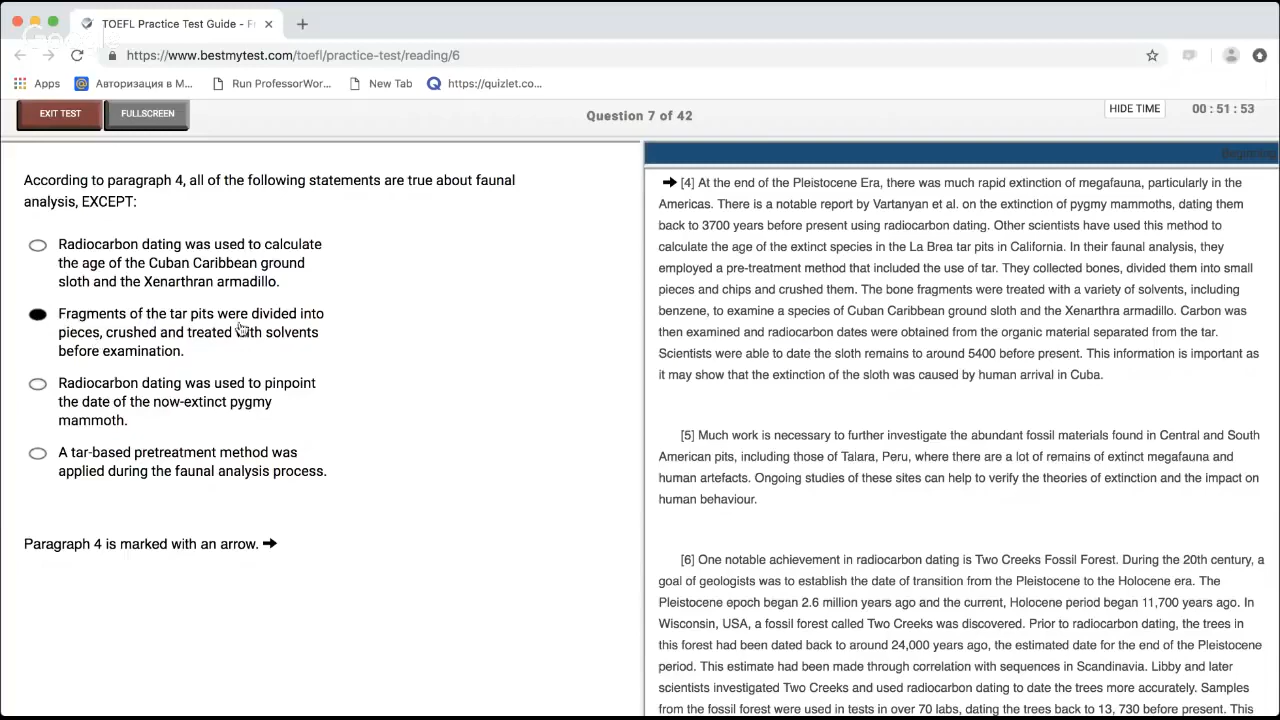 TOEFL Practice Test Guide - Fr
https://www.bestmytest.com/toefl/practice-test/reading/6
Apps
Авторизация в М...
Run ProfessorWor...
New Tab
https://quizlet.co...
EXIT TEST
FULLSCREEN
Question 7 of 42
HIDE TIME
00 : 51 : 53
Beginning
According to paragraph 4, all of the following statements are true about faunal
analysis, EXCEPT:
Radiocarbon dating was used to calculate
the age of the Cuban Caribbean ground
sloth and the Xenarthran armadillo.
Fragments of the tar pits were divided into
pieces, crushed and treated with solvents
before examination.
Radiocarbon dating was used to pinpoint
the date of the now-extinct pygmy
mammoth.
A tar-based pretreatment method was
applied during the faunal analysis process.
Paragraph 4 is marked with an arrow. ➔
➔ [4] At the end of the Pleistocene Era, there was much rapid extinction of megafauna, particularly in the
Americas. There is a notable report by Vartanyan et al. on the extinction of pygmy mammoths, dating them
back to 3700 years before present using radiocarbon dating. Other scientists have used this method to
calculate the age of the extinct species in the La Brea tar pits in California. In their faunal analysis, they
employed a pre-treatment method that included the use of tar. They collected bones, divided them into small
pieces and chips and crushed them. The bone fragments were treated with a variety of solvents, including
benzene, to examine a species of Cuban Caribbean ground sloth and the Xenarthra armadillo. Carbon was
then examined and radiocarbon dates were obtained from the organic material separated from the tar.
Scientists were able to date the sloth remains to around 5400 before present. This information is important as
it may show that the extinction of the sloth was caused by human arrival in Cuba.
[5] Much work is necessary to further investigate the abundant fossil materials found in Central and South
American pits, including those of Talara, Peru, where there are a lot of remains of extinct megafauna and
human artefacts. Ongoing studies of these sites can help to verify the theories of extinction and the impact on
human behaviour.
[6] One notable achievement in radiocarbon dating is Two Creeks Fossil Forest. During the 20th century, a
goal of geologists was to establish the date of transition from the Pleistocene to the Holocene era. The
Pleistocene epoch began 2.6 million years ago and the current, Holocene period began 11,700 years ago. In
Wisconsin, USA, a fossil forest called Two Creeks was discovered. Prior to radiocarbon dating, the trees in
this forest had been dated back to around 24,000 years ago, the estimated date for the end of the Pleistocene
period. This estimate had been made through correlation with sequences in Scandinavia. Libby and later
scientists investigated Two Creeks and used radiocarbon dating to date the trees more accurately. Samples
from the fossil forest were used in tests in over 70 labs, dating the trees back to 13, 730 before present. This